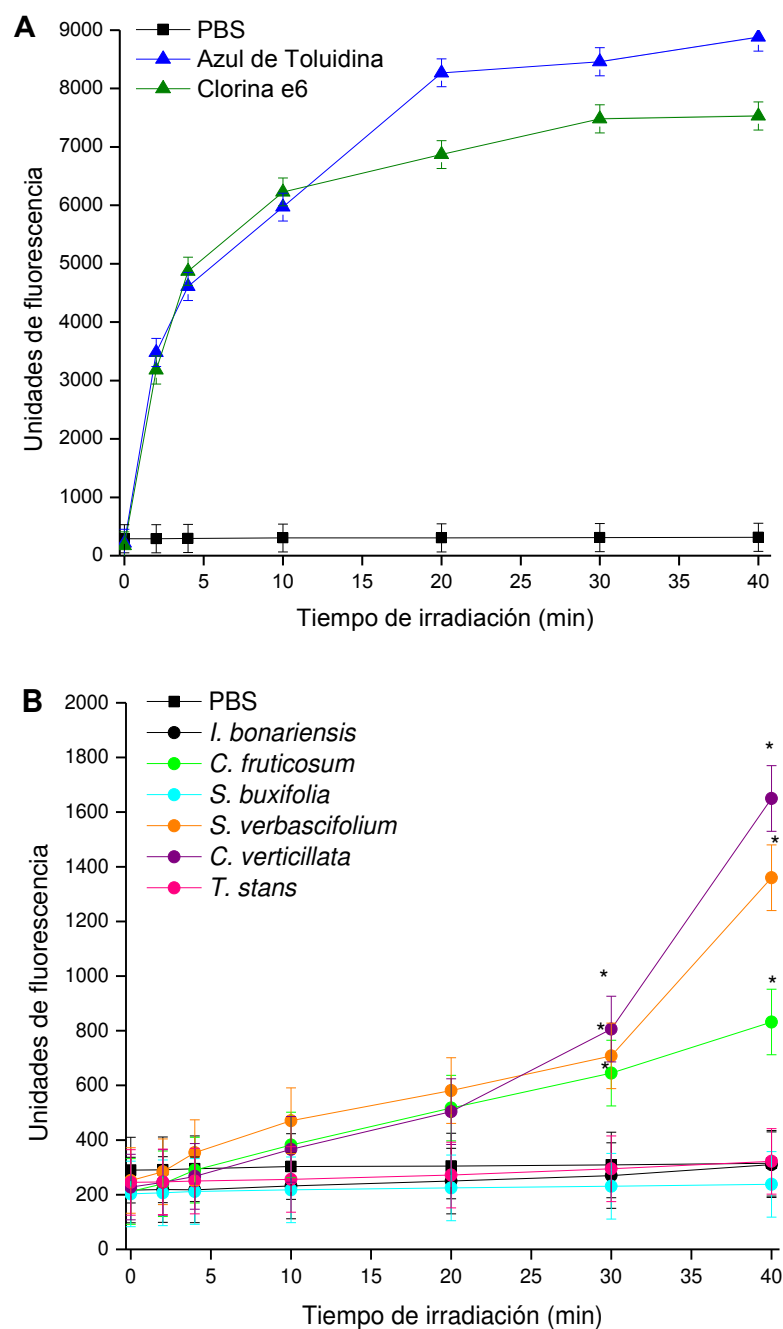 A
PBS
Azul de Toluidina
Clorina e6
9000
8000
7000
6000
5000
4000
3000
2000
1000
0
Unidades de fluorescencia
0 5 10 15 20 25 30 35 40
Tiempo de irradiación (min)
B
PBS
I. bonariensis
C. fruticosum
S. buxifolia
S. verbascifolium
C. verticillata
T. stans
2000
1800
1600
1400
1200
1000
800
600
400
200
0
Unidades de fluorescencia
*
*
*
*
*
*
0 5 10 15 20 25 30 35 40
Tiempo de irradiación (min)